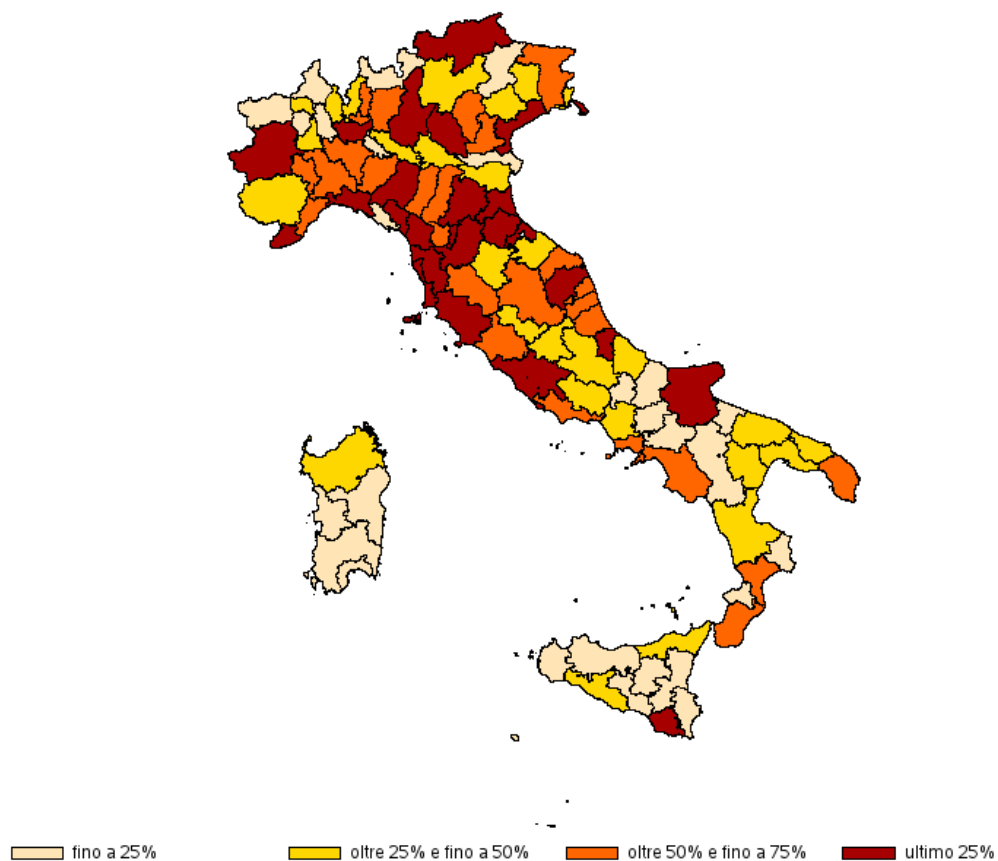 fino a 25%
oltre 25% e fino a 50%
oltre 50% e fino a 75%
ultimo 25%